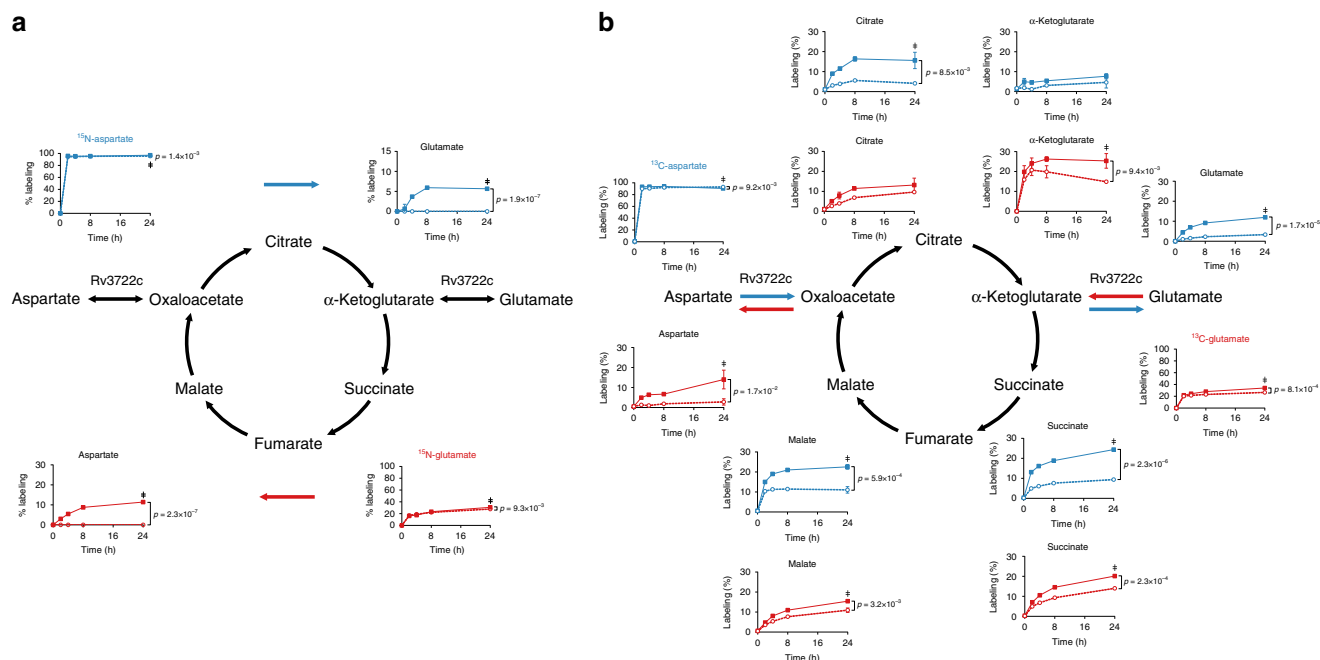 a
¹⁵N-aspartate
% labeling
100
80
60
40
20
0
0 8 16 24
Time (h)
p = 1.4×10⁻³
‡
Glutamate
% labeling
15
10
5
0
0 8 16 24
Time (h)
‡
p = 1.9×10⁻⁷
Citrate
Rv3722c
Rv3722c
Aspartate
Oxaloacetate
α-Ketoglutarate
Glutamate
Malate
Succinate
Fumarate
Aspartate
% labeling
30
20
10
0
0 8 16 24
Time (h)
‡
p = 2.3×10⁻⁷
¹⁵N-glutamate
% labeling
100
80
60
40
20
0
0 8 16 24
Time (h)
‡
p = 9.3×10⁻³
b
Citrate
Labeling (%)
30
20
10
0
0 8 16 24
Time (h)
‡
p = 8.5×10⁻³
α-Ketoglutarate
Labeling (%)
30
20
10
0
0 8 16 24
Time (h)
¹³C-aspartate
Labeling (%)
100
80
60
40
20
0
0 8 16 24
Time (h)
‡
p = 9.2×10⁻³
Citrate
Labeling (%)
30
20
10
0
0 8 16 24
Time (h)
α-Ketoglutarate
Labeling (%)
30
20
10
0
0 8 16 24
Time (h)
‡
p = 9.4×10⁻³
Glutamate
Labeling (%)
30
20
10
0
0 8 16 24
Time (h)
‡
p = 1.7×10⁻⁵
Citrate
Rv3722c
Rv3722c
Aspartate
Oxaloacetate
α-Ketoglutarate
Glutamate
Malate
Succinate
Fumarate
Aspartate
Labeling (%)
30
20
10
0
0 8 16 24
Time (h)
‡
p = 1.7×10⁻²
¹³C-glutamate
Labeling (%)
100
80
60
40
20
0
0 8 16 24
Time (h)
‡
p = 8.1×10⁻⁴
Malate
Labeling (%)
30
20
10
0
0 8 16 24
Time (h)
‡
p = 5.9×10⁻⁴
Succinate
Labeling (%)
30
20
10
0
0 8 16 24
Time (h)
‡
p = 2.3×10⁻⁶
Malate
Labeling (%)
30
20
10
0
0 8 16 24
Time (h)
‡
p = 3.2×10⁻³
Succinate
Labeling (%)
30
20
10
0
0 8 16 24
Time (h)
‡
p = 2.3×10⁻⁴